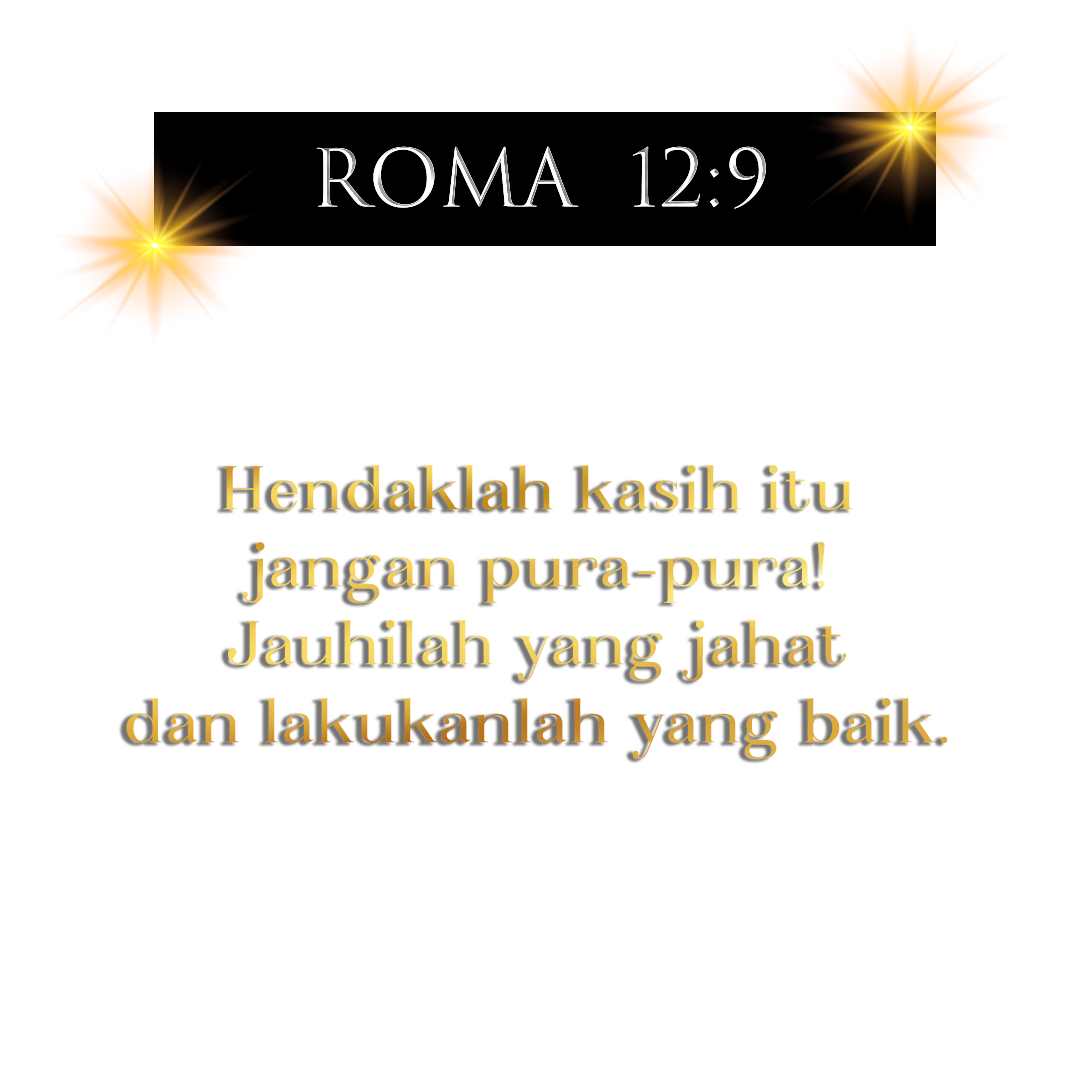 ROMA 12:9
Hendaklah kasih itu
jangan pura-pura!
Jauhilah yang jahat
dan lakukanlah yang baik.